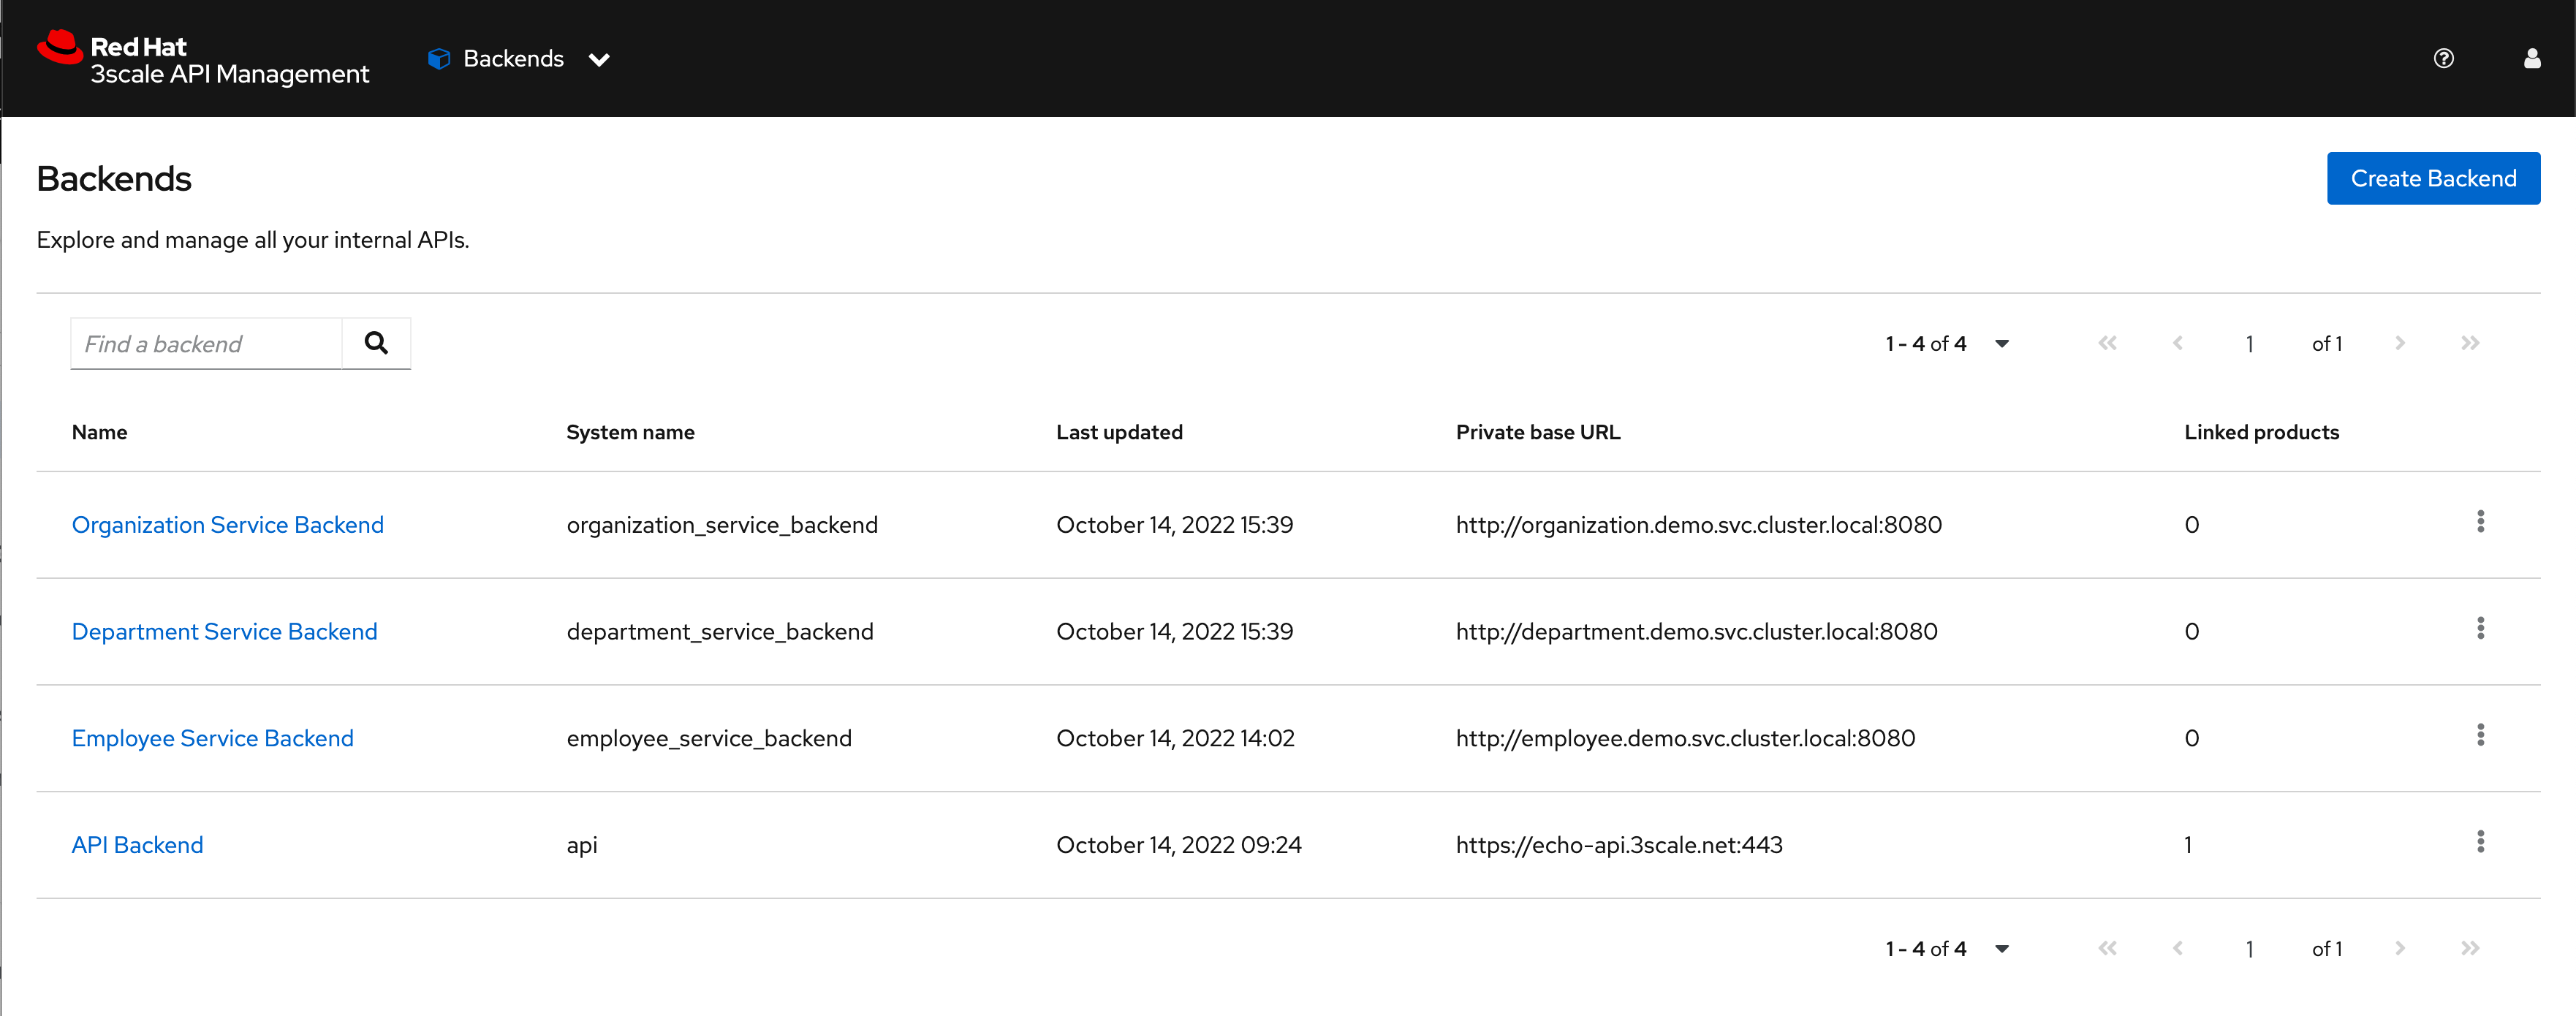 Red Hat
3scale API Management
Backends
Backends
Create Backend
Explore and manage all your internal APIs.
Find a backend
1 - 4 of 4 1 of 1
Name System name Last updated Private base URL Linked products
Organization Service Backend organization_service_backend October 14, 2022 15:39 http://organization.demo.svc.cluster.local:8080 0
Department Service Backend department_service_backend October 14, 2022 15:39 http://department.demo.svc.cluster.local:8080 0
Employee Service Backend employee_service_backend October 14, 2022 14:02 http://employee.demo.svc.cluster.local:8080 0
API Backend api October 14, 2022 09:24 https://echo-api.3scale.net:443 1
1 - 4 of 4 1 of 1